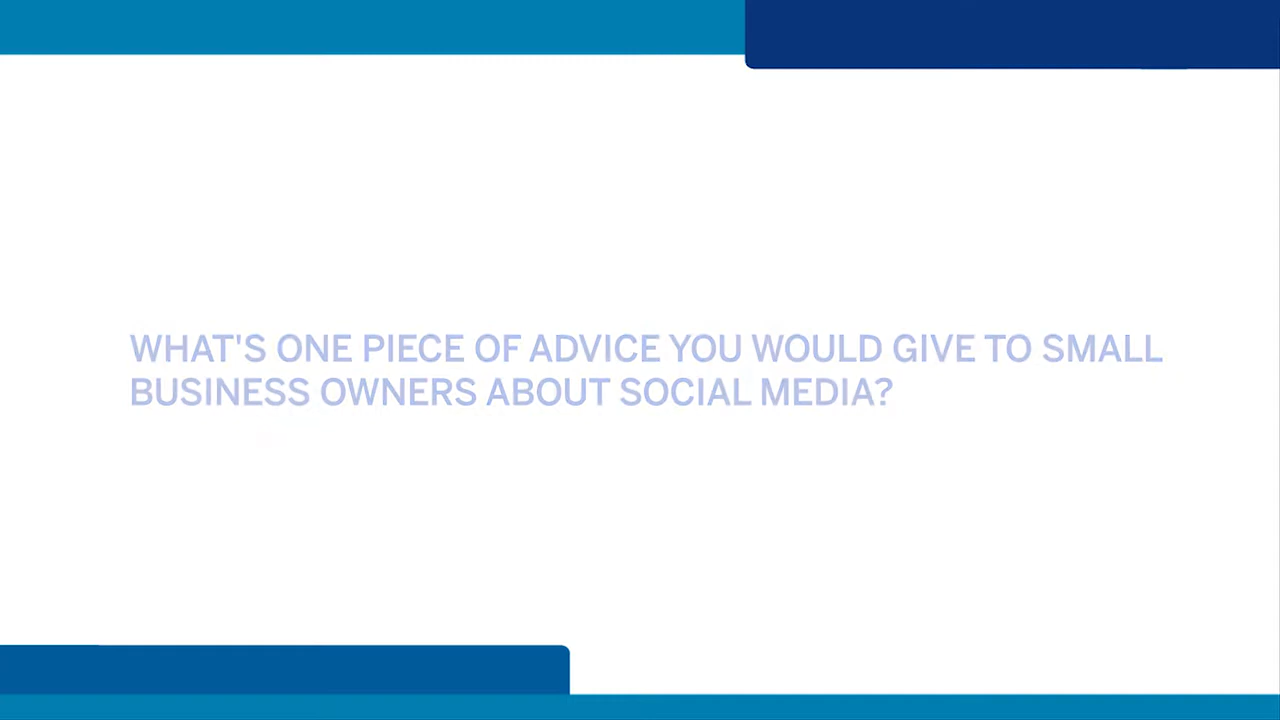 WHAT'S ONE PIECE OF ADVICE YOU WOULD GIVE TO SMALL
BUSINESS OWNERS ABOUT SOCIAL MEDIA?